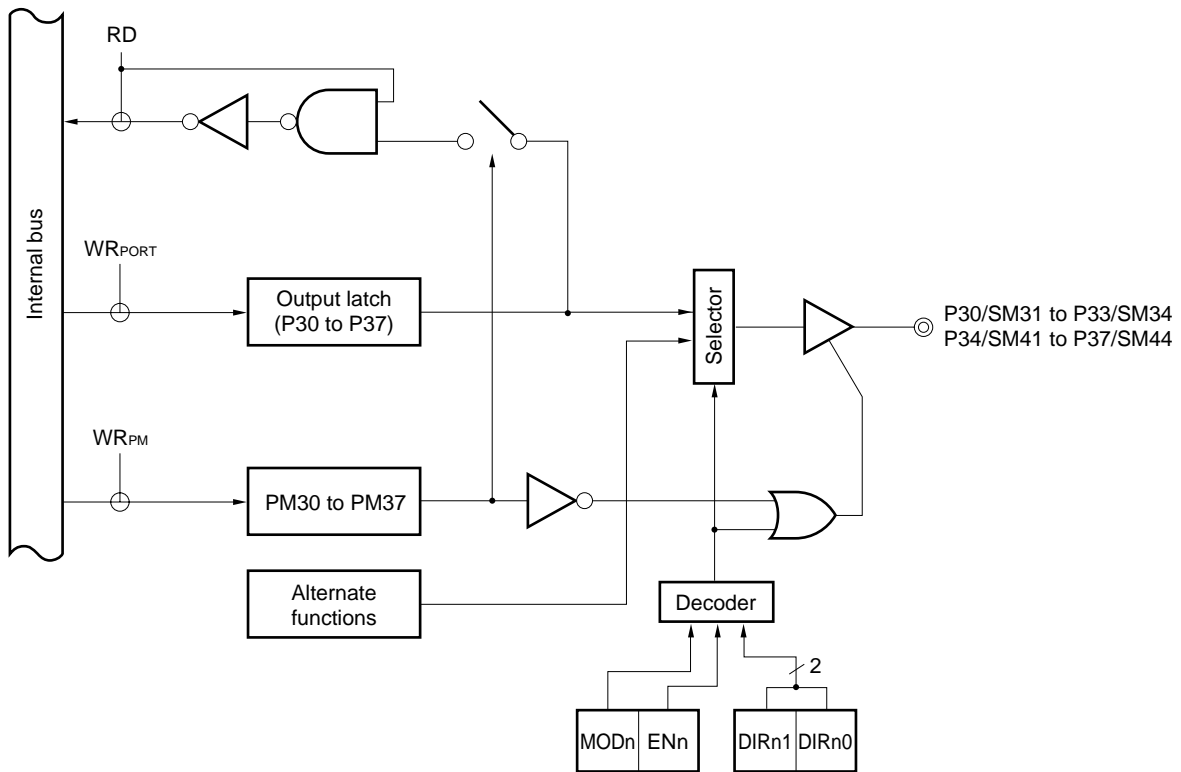 RD
Internal bus
WRPORT
Output latch
(P30 to P37)
Selector
P30/SM31 to P33/SM34
P34/SM41 to P37/SM44
WRPM
PM30 to PM37
Alternate
functions
Decoder
2
MODn ENn DIRn1 DIRn0